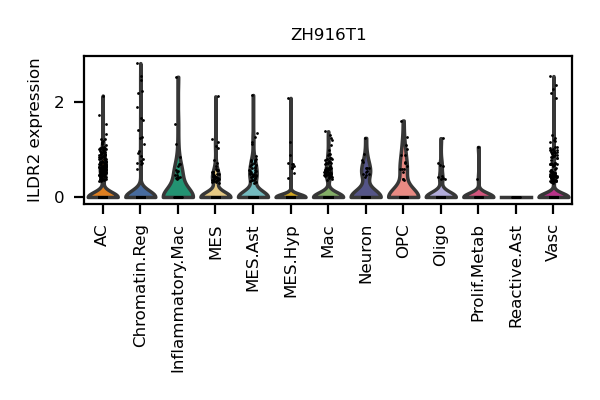 ZH916T1
ILDR2 expression
2
0
AC
Chromatin.Reg
Inflammatory.Mac
MES
MES.Ast
MES.Hyp
Mac
Neuron
OPC
Oligo
Prolif.Metab
Reactive.Ast
Vasc